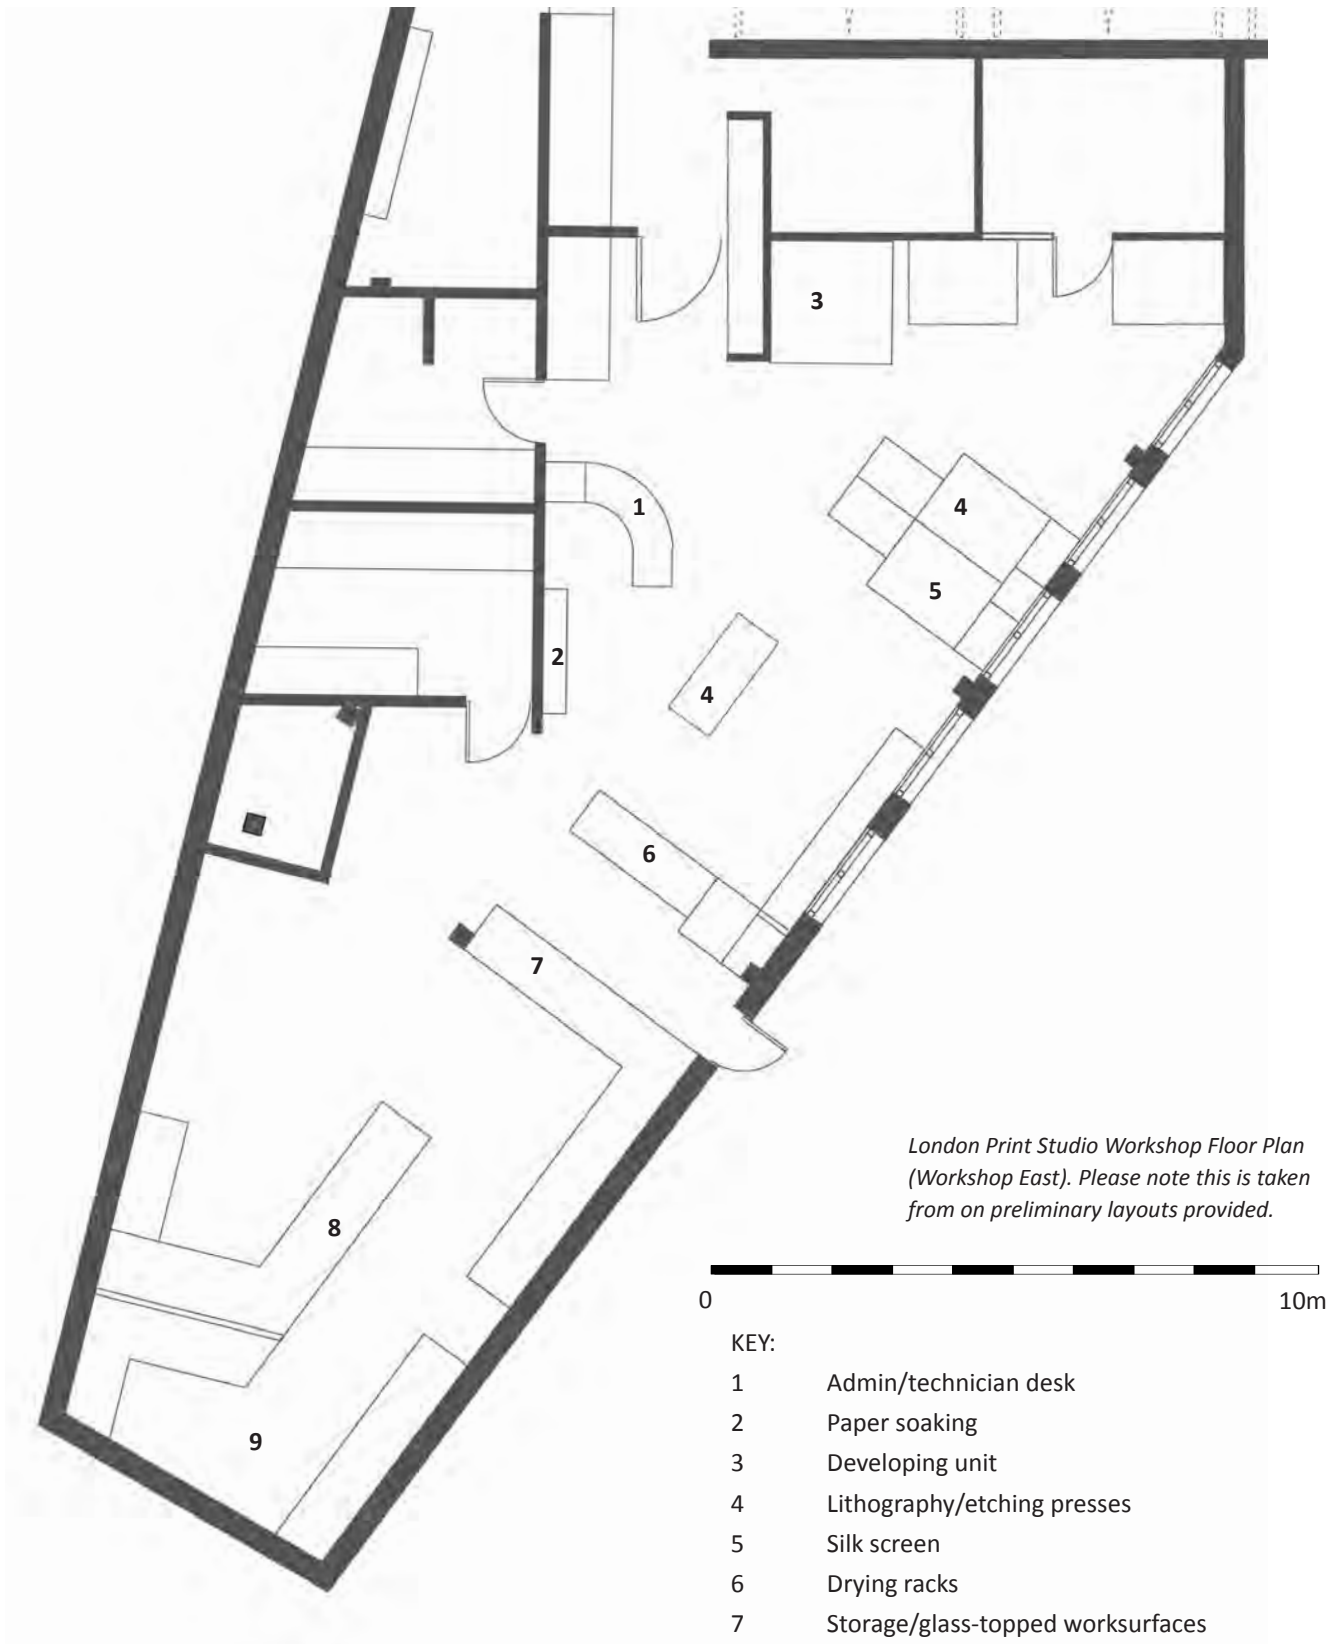 3
1
4
5
2
4
6
7
London Print Studio Workshop Floor Plan
(Workshop East). Please note this is taken
from on preliminary layouts provided.
8
0 10m
KEY:
1 Admin/technician desk
2 Paper soaking
3 Developing unit
4 Lithography/etching presses
5 Silk screen
6 Drying racks
7 Storage/glass-topped worksurfaces
9